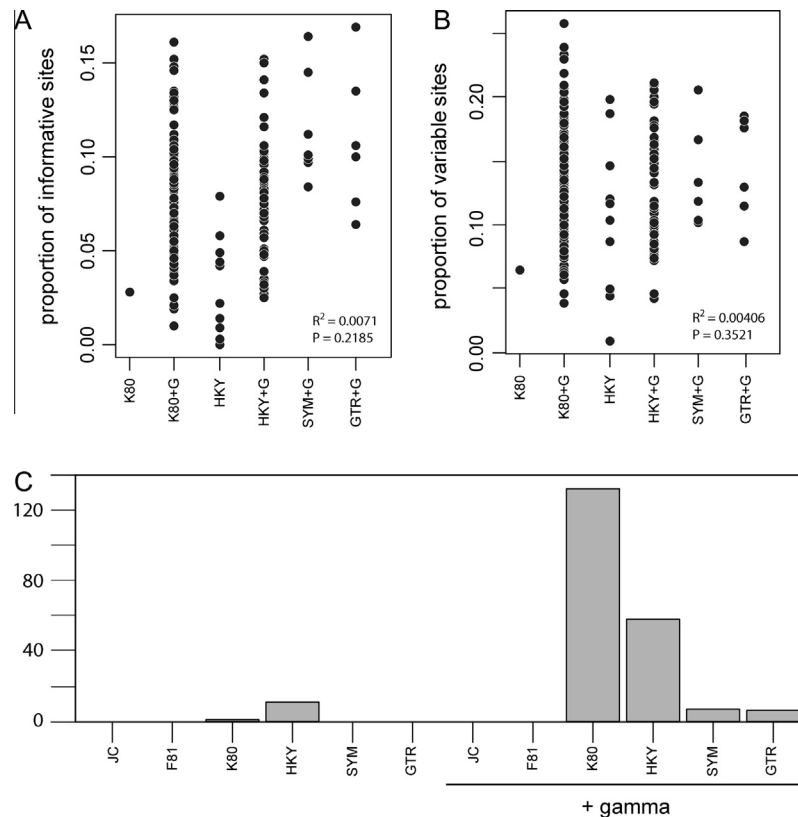 A
proportion of informative sites
0.15
0.10
0.05
0.00
R² = 0.0071
P = 0.2185
K80
K80+G
HKY
HKY+G
SYM+G
GTR+G
B
proportion of variable sites
0.20
0.10
0.00
R² = 0.00406
P = 0.3521
K80
K80+G
HKY
HKY+G
SYM+G
GTR+G
C
120
80
40
0
JC
F81
K80
HKY
SYM
GTR
JC
F81
K80
HKY
SYM
GTR
+ gamma